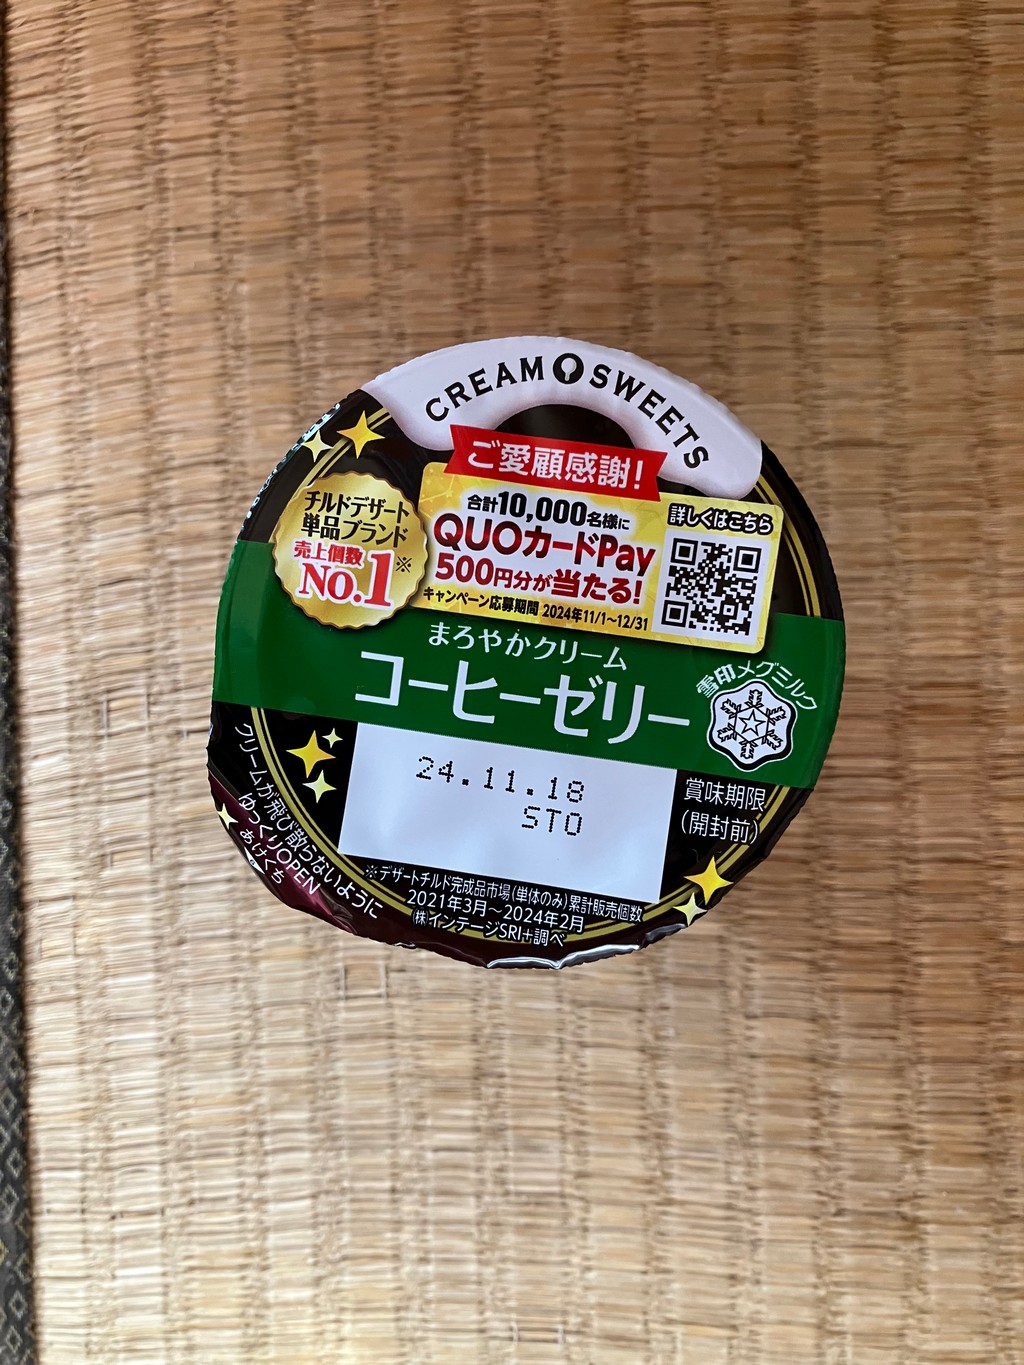 CREAM SWEETS
ご愛顧感謝!
チルドデザート
単品ブランド
売上個数
No.1※
合計10,000名様に
QUOカードPay
500円分が当たる!
キャンペーン応募期間 2024年11/1~12/31
詳しくはこちら
まろやかクリーム
コーヒーゼリー
雪印メグミルク
24.11.18
STO
賞味期限
(開封前)
クリームが飛び散らないように
ゆっくりOPEN
あけくち
※デザートチルド完成品市場(単体のみ)累計販売個数
2021年3月~2024年2月
(株)インテージSRI+調べ